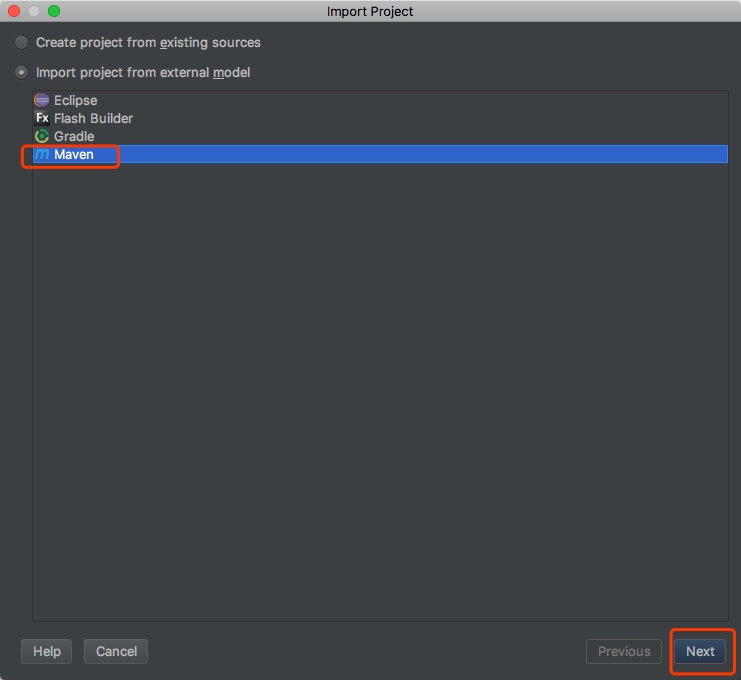 Import Project
Create project from existing sources
Import project from external model
Eclipse
Fx Flash Builder
Gradle
m Maven
Help Cancel Previous Next